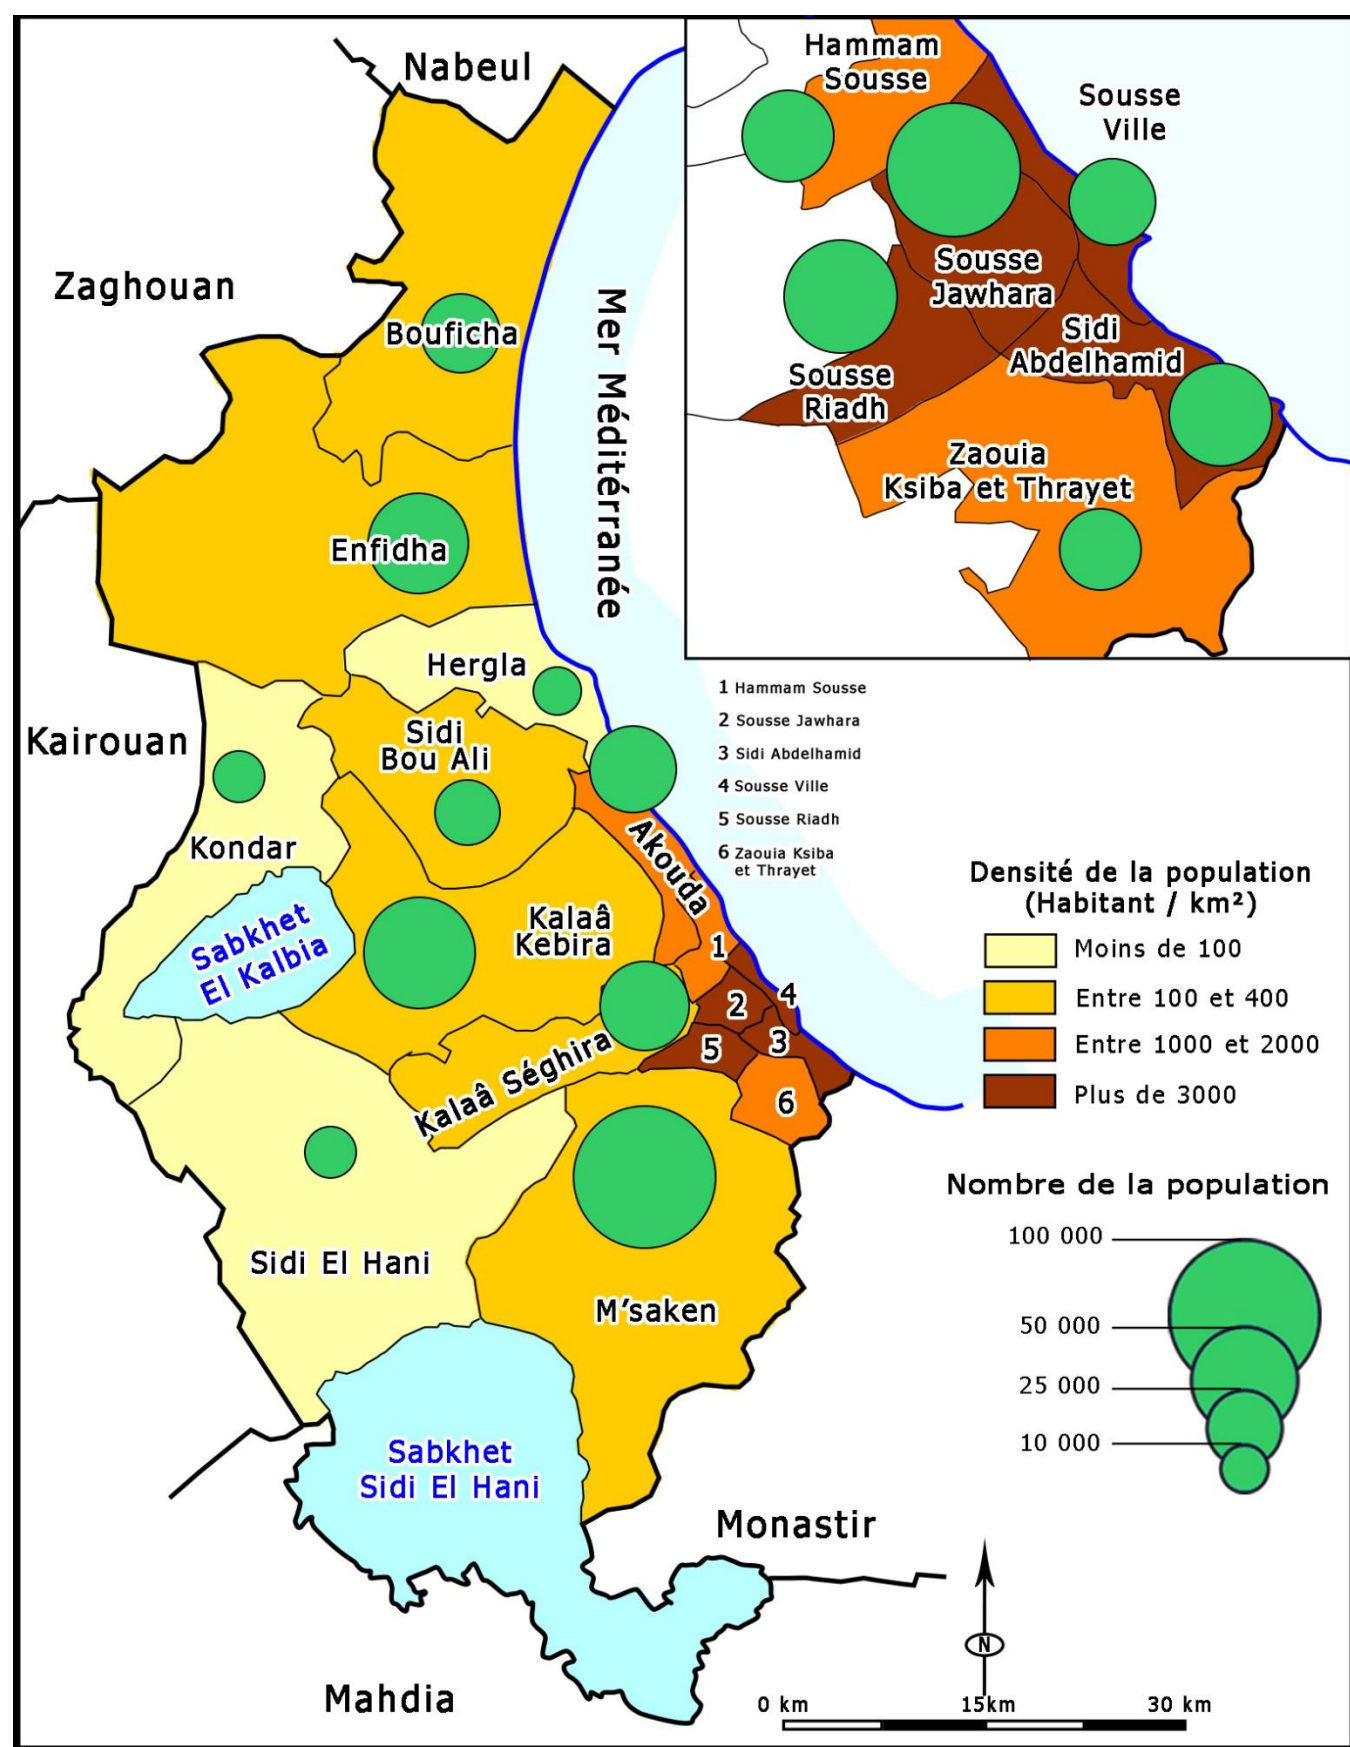 Nabeul
Zaghouan
Kairouan
Mer Méditérranée
Bouficha
Enfidha
Hergla
Sidi
Bou Ali
Kondar
Sabkhet
El Kalbia
Kalaâ
Kebira
Akouda
Kalaâ Séghira
1
2
3
4
5
6
Sidi El Hani
M'saken
Sabkhet
Sidi El Hani
Monastir
Mahdia
Hammam
Sousse
Sousse
Ville
Sousse
Jawhara
Sidi
Abdelhamid
Sousse
Riadh
Zaouia
Ksiba et Thrayet
1 Hammam Sousse
2 Sousse Jawhara
3 Sidi Abdelhamid
4 Sousse Ville
5 Sousse Riadh
6 Zaouia Ksiba
et Thrayet
Densité de la population
(Habitant / km²)
Moins de 100
Entre 100 et 400
Entre 1000 et 2000
Plus de 3000
Nombre de la population
100 000
50 000
25 000
10 000
N
0 km 15km 30 km